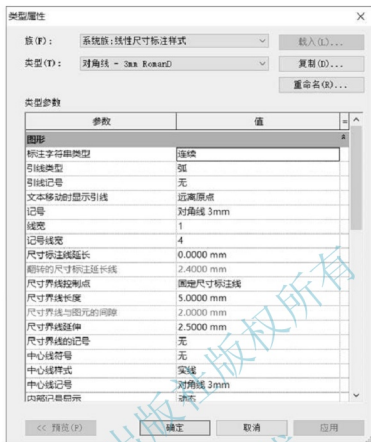 类型属性
族(F): 系统族:线性尺寸标注样式 载入(L)...
类型(T): 对角线 - 3mm RomanD 复制(D)...
重命名(R)...
类型参数
参数 值 =
图形
标注字符串类型 连续
引线类型 弧
引线记号 无
文本移动时显示引线 远离原点
记号 对角线 3mm
线宽 1
记号线宽 4
尺寸标注线延长 0.0000 mm
翻转的尺寸标注延长线 2.4000 mm
尺寸界线控制点 固定尺寸标注线
尺寸界线长度 5.0000 mm
尺寸界线与图元的间隙 2.0000 mm
尺寸界线延伸 2.5000 mm
尺寸界线的记号 无
中心线符号 无
中心线样式 实线
中心线记号 对角线 3mm
内部记号显示 动态
<< 预览(P) 确定 取消 应用
出版社版权所有